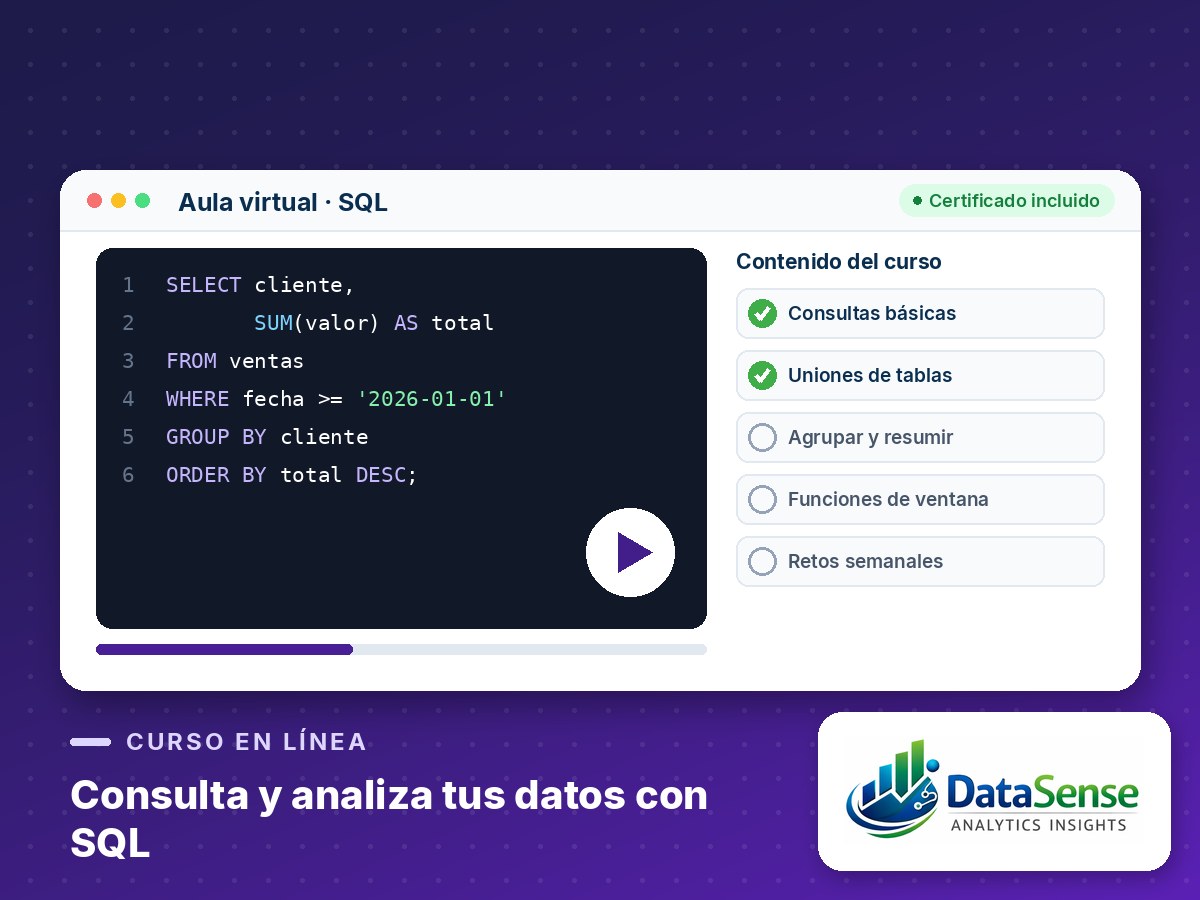 Aula virtual · SQL
Certificado incluido
1 SELECT cliente,
2 SUM(valor) AS total
3 FROM ventas
4 WHERE fecha >= '2026-01-01'
5 GROUP BY cliente
6 ORDER BY total DESC;
Contenido del curso
Consultas básicas
Uniones de tablas
Agrupar y resumir
Funciones de ventana
Retos semanales
CURSO EN LÍNEA
Consulta y analiza tus datos con
SQL
DataSense
ANALYTICS INSIGHTS